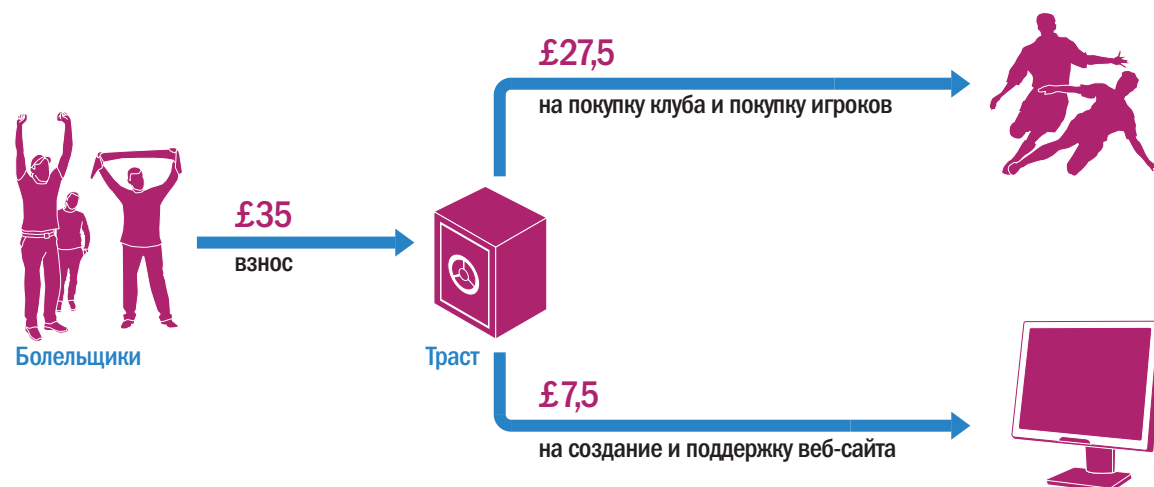 £27,5
на покупку клуба и покупку игроков
£35
взнос
Болельщики
Траст
£7,5
на создание и поддержку веб-сайта